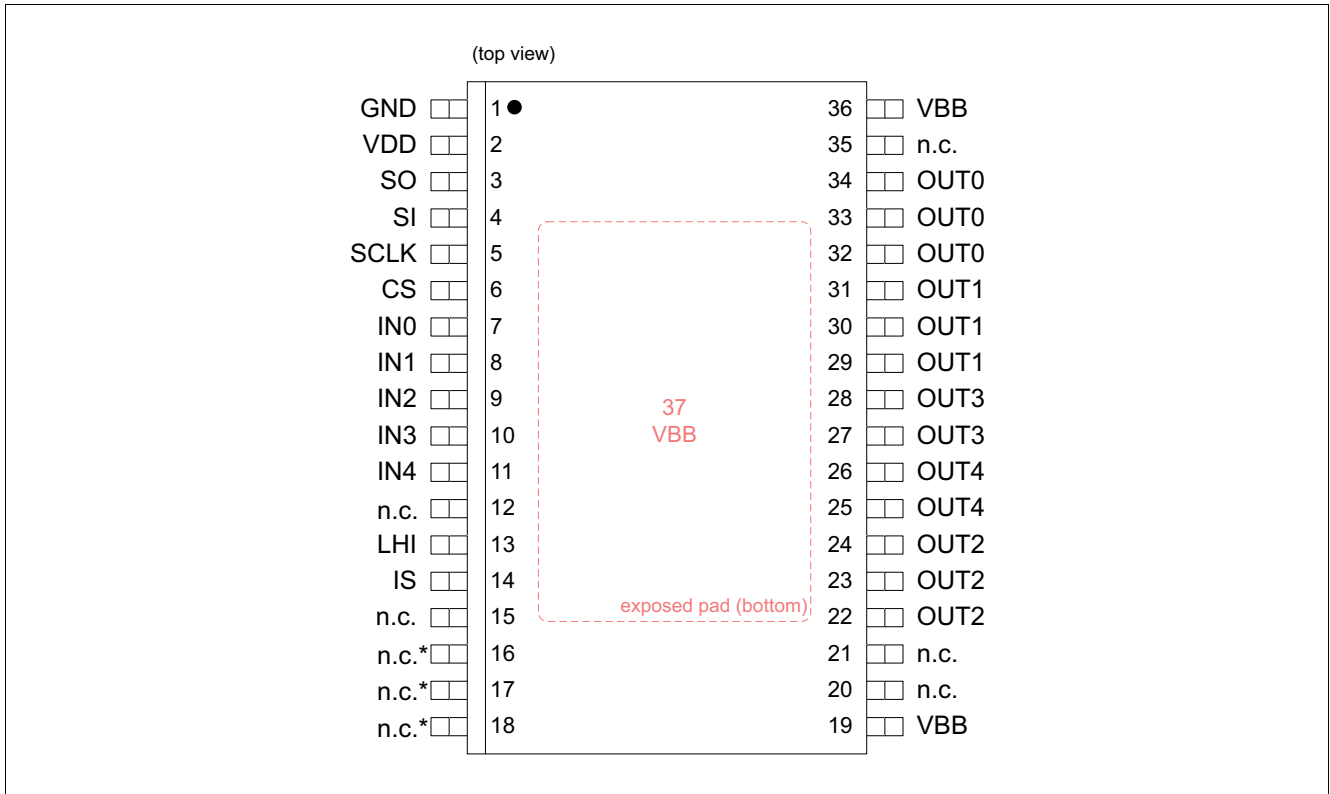 (top view)
GND 1 36 VBB
VDD 2 35 n.c.
SO 3 34 OUT0
SI 4 33 OUT0
SCLK 5 32 OUT0
CS 6 31 OUT1
IN0 7 30 OUT1
IN1 8 29 OUT1
IN2 9 28 OUT3
37
IN3 10 27 OUT3
VBB
IN4 11 26 OUT4
n.c. 12 25 OUT4
LHI 13 24 OUT2
IS 14 23 OUT2
exposed pad (bottom)
n.c. 15 22 OUT2
n.c.* 16 21 n.c.
n.c.* 17 20 n.c.
n.c.* 18 19 VBB